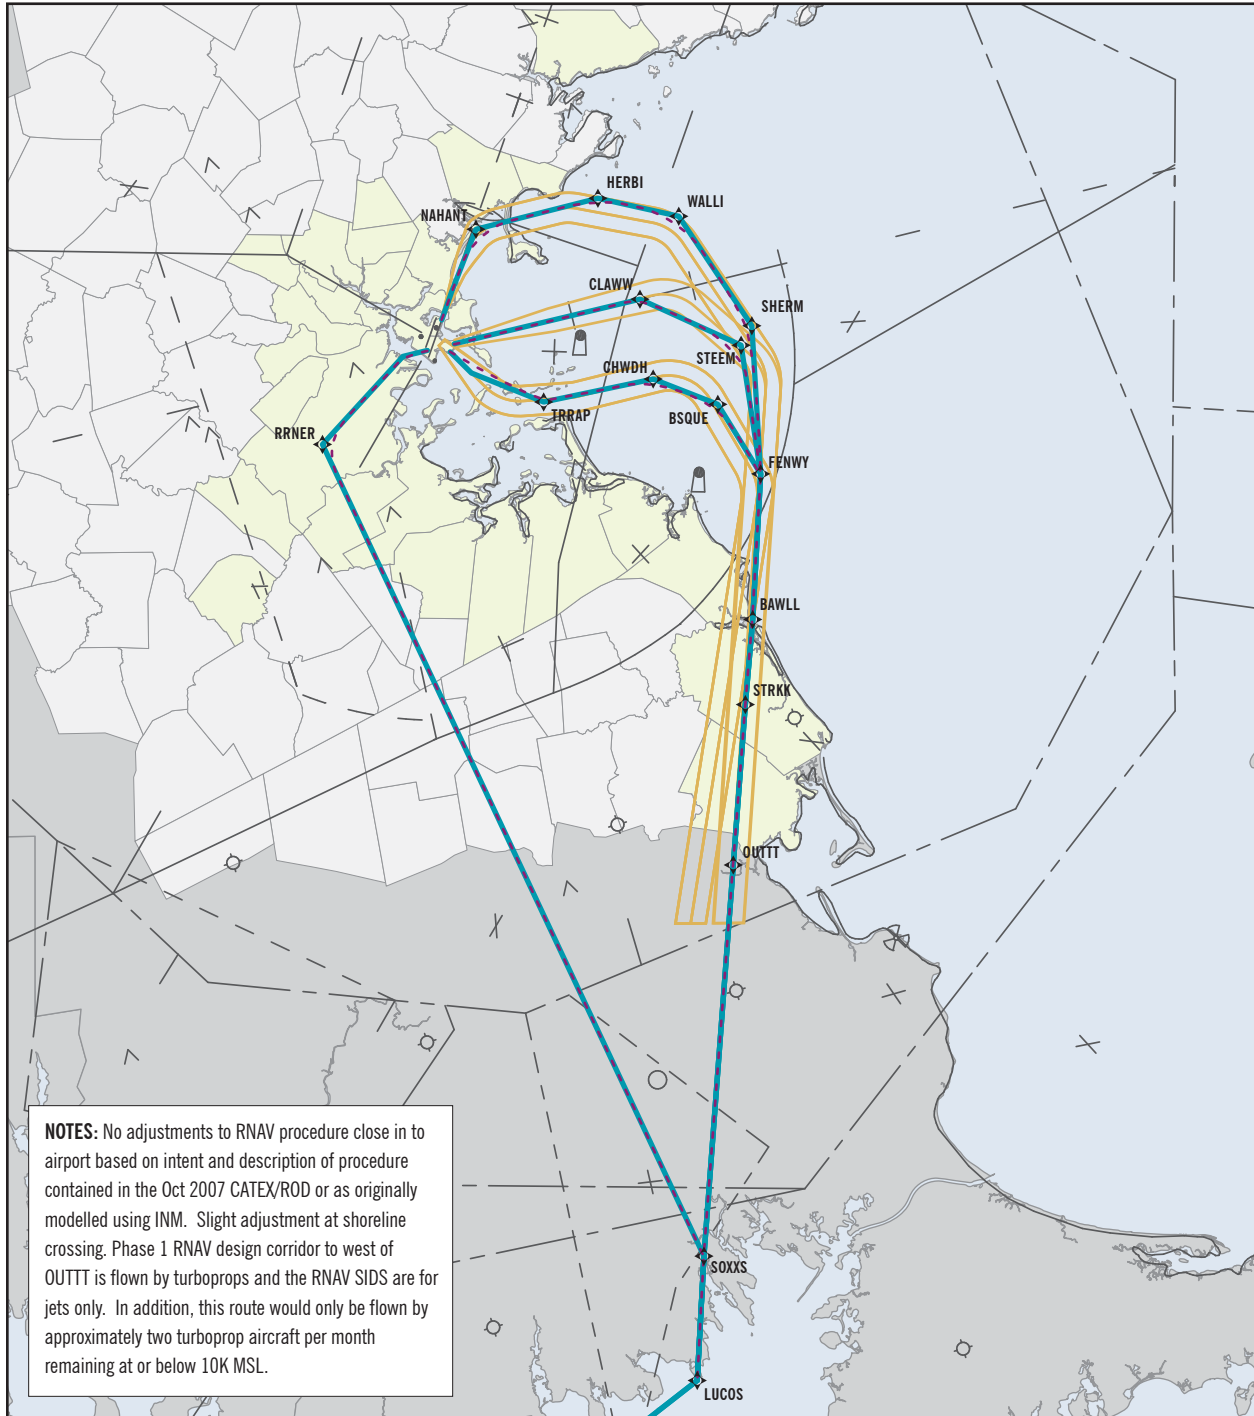 HERBI
WALLI
NAHANT
CLAWW
SHERM
STEEM
CHWDH
TRRAP
BSQUE
RRNER
FENWY
BAWLL
STRKK
OUTTT
NOTES: No adjustments to RNAV procedure close in to
airport based on intent and description of procedure
contained in the Oct 2007 CATEX/ROD or as originally
modelled using INM. Slight adjustment at shoreline
crossing. Phase 1 RNAV design corridor to west of
OUTTT is flown by turboprops and the RNAV SIDS are for
jets only. In addition, this route would only be flown by
approximately two turboprop aircraft per month
remaining at or below 10K MSL.
SOXXS
LUCOS